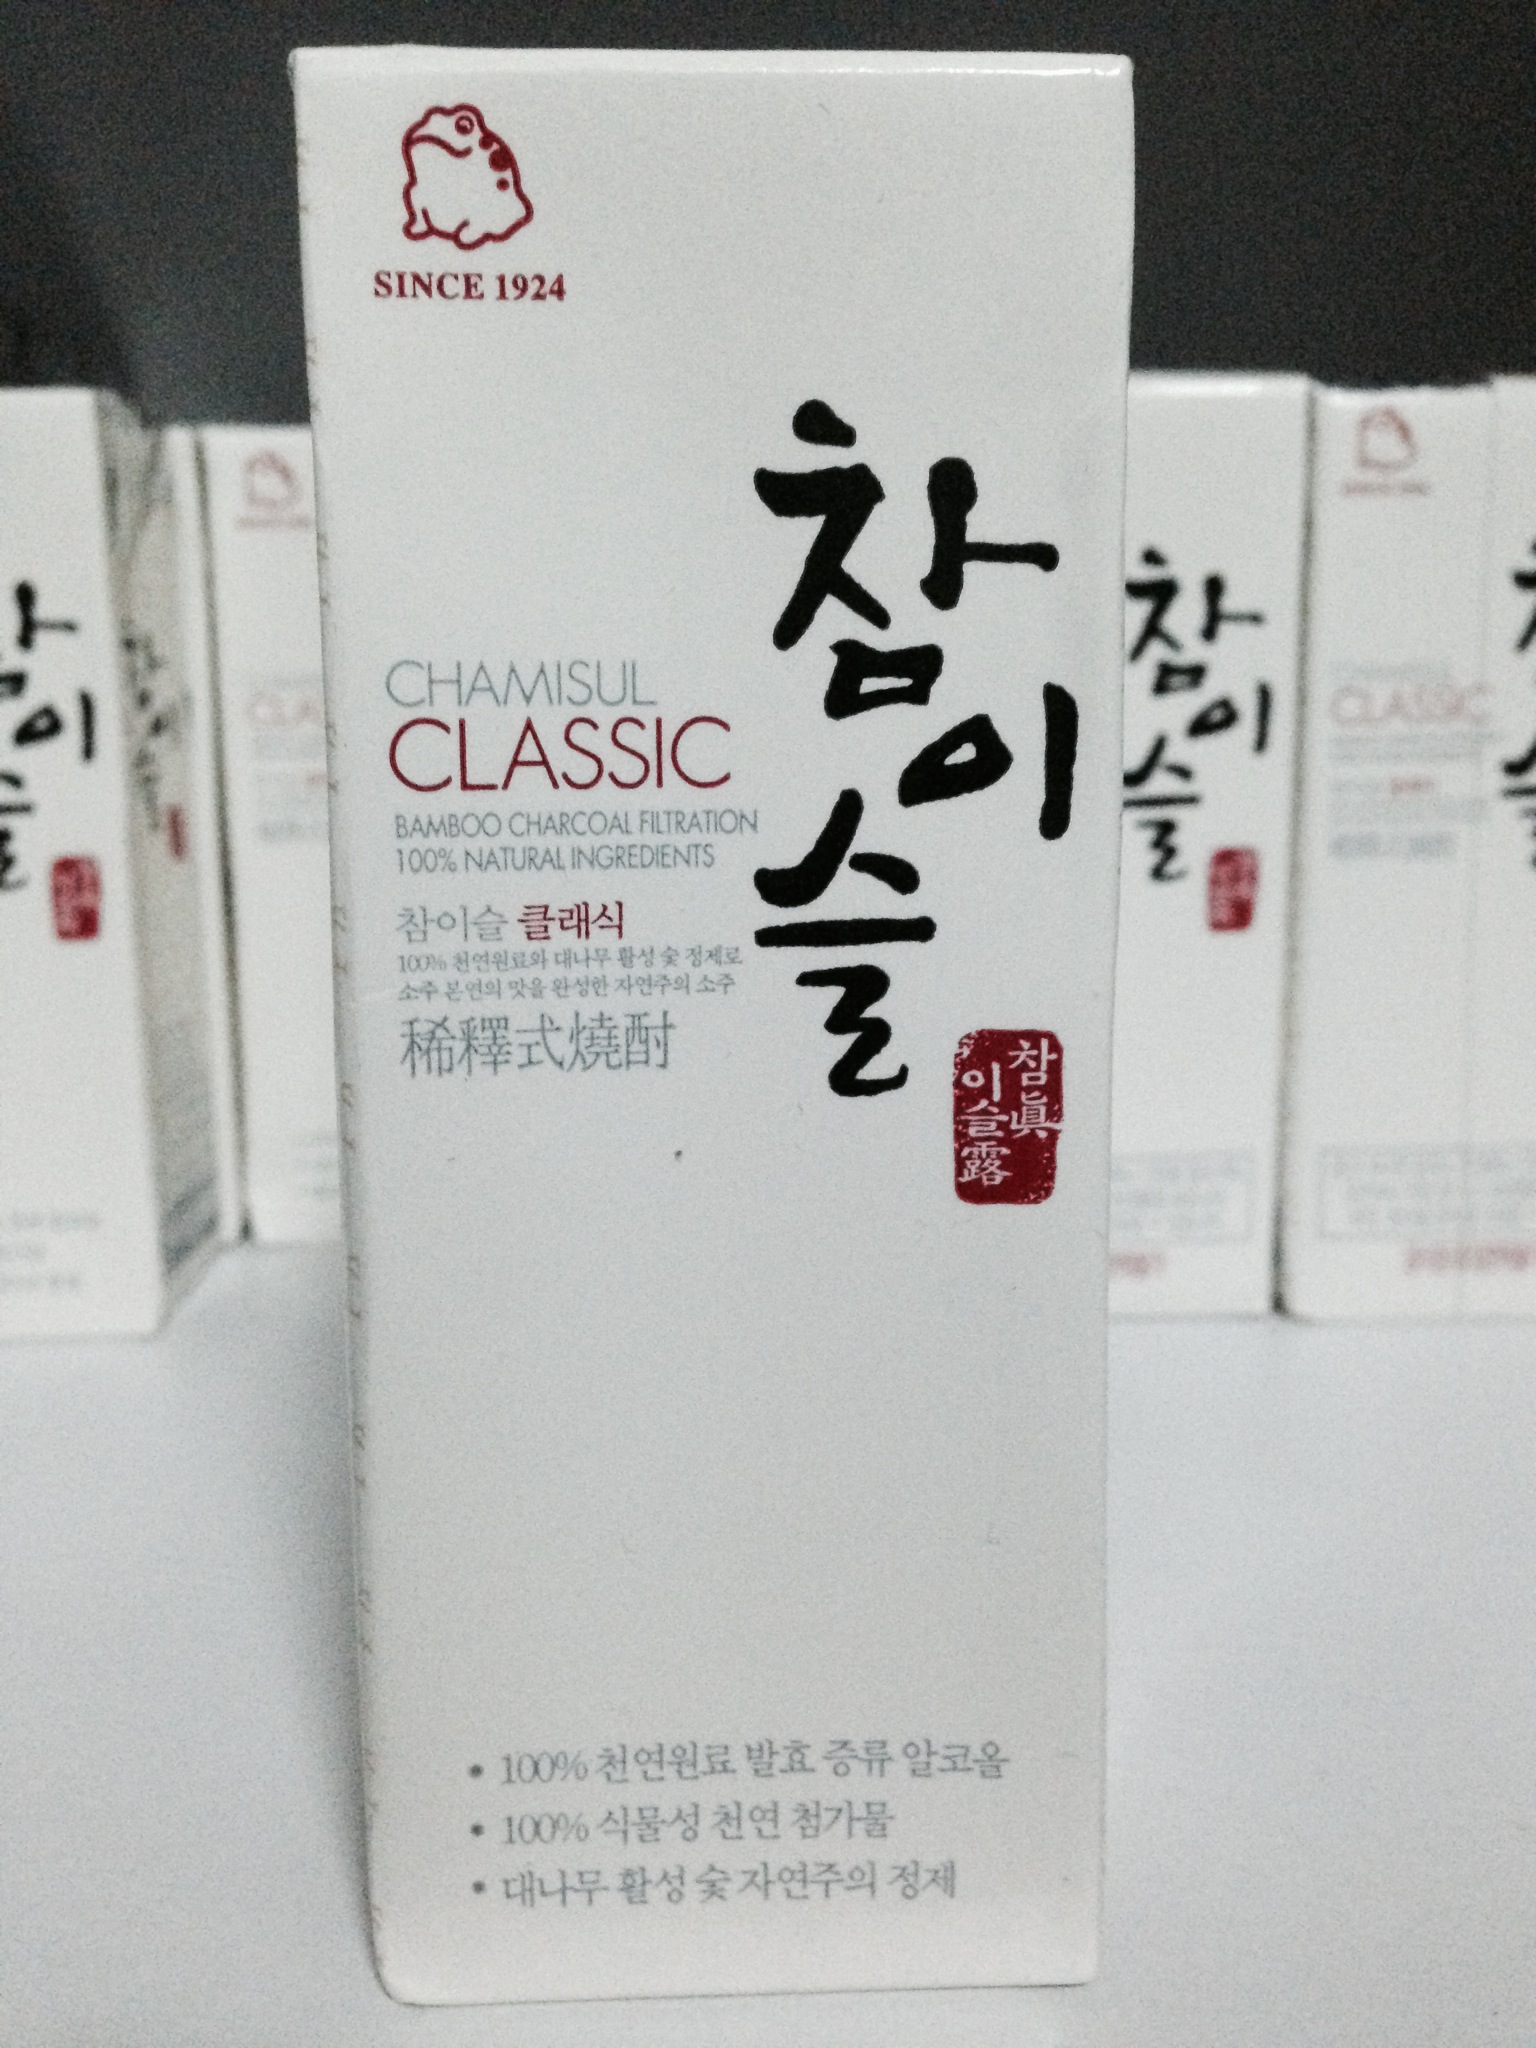 SINCE 1924
참이슬
CHAMISUL
CLASSIC
BAMBOO CHARCOAL FILTRATION
100% NATURAL INGREDIENTS
참이슬 클래식
100% 천연원료와 대나무 활성 숯 정제로
소주 본연의 맛을 완성한 자연주의 소주
稀釋式燒酎
참眞
이슬露
• 100% 천연원료 발효 증류 알코올
• 100% 식물성 천연 첨가물
• 대나무 활성 숯 자연주의 정제
참이슬
CLASSIC